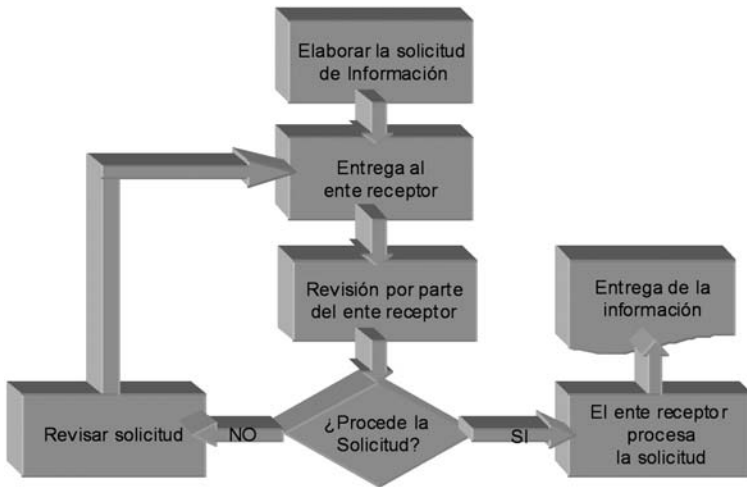 Elaborar la solicitud
de Información
Entrega al
ente receptor
Revisión por parte
del ente receptor
¿Procede la
Solicitud?
NO
Revisar solicitud
SI
El ente receptor
procesa
la solicitud
Entrega de la
información